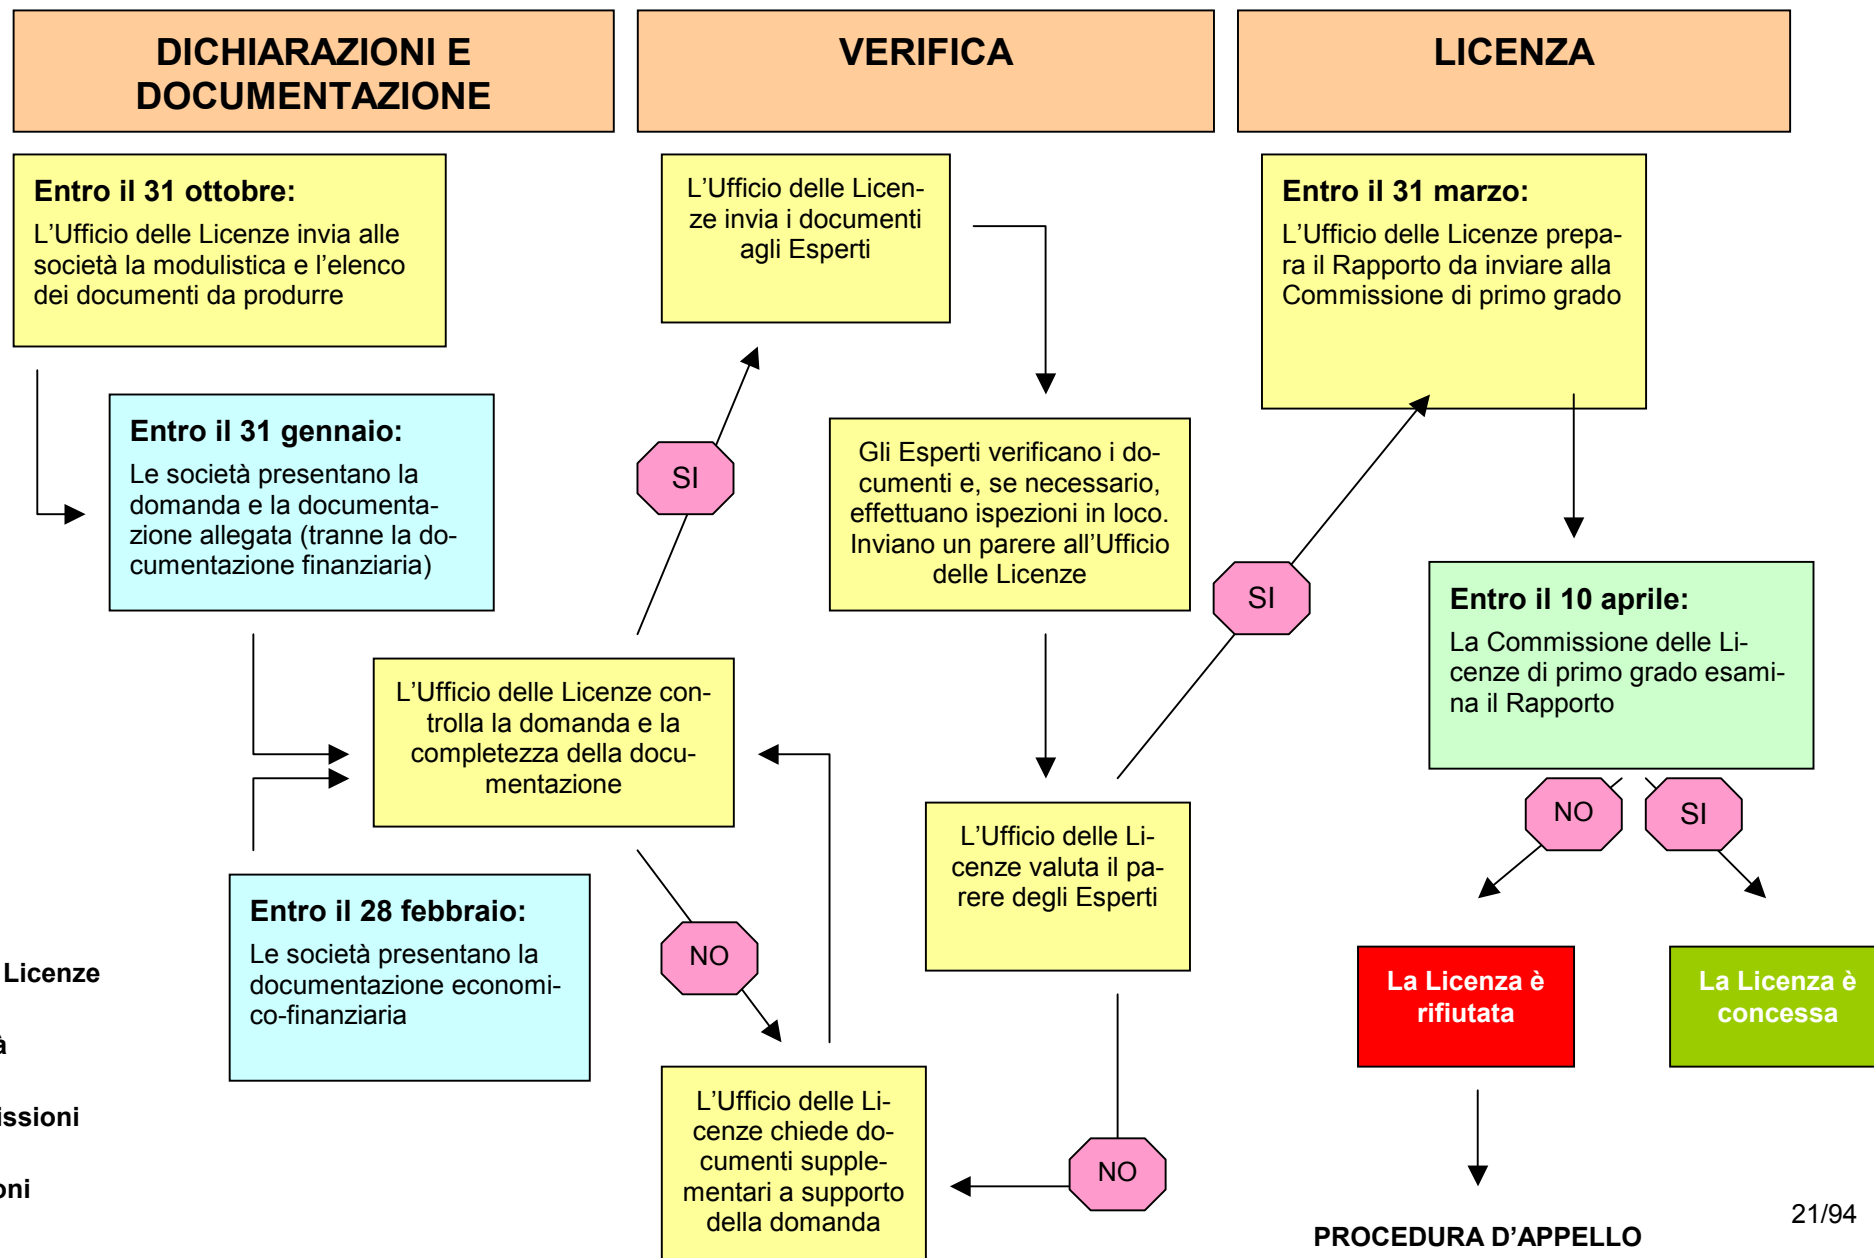 DICHIARAZIONI E
DOCUMENTAZIONE
VERIFICA
LICENZA
Entro il 31 ottobre:
L'Ufficio delle Licenze invia alle
società la modulistica e l'elenco
dei documenti da produrre
L'Ufficio delle Licen-
ze invia i documenti
agli Esperti
Entro il 31 marzo:
L'Ufficio delle Licenze prepa-
ra il Rapporto da inviare alla
Commissione di primo grado
Entro il 31 gennaio:
Le società presentano la
domanda e la documenta-
zione allegata (tranne la do-
cumentazione finanziaria)
SI
Gli Esperti verificano i do-
cumenti e, se necessario,
effettuano ispezioni in loco.
Inviano un parere all'Ufficio
delle Licenze
SI
Entro il 10 aprile:
La Commissione delle Li-
cenze di primo grado esami-
na il Rapporto
L'Ufficio delle Licenze con-
trolla la domanda e la
completezza della docu-
mentazione
NO
SI
L'Ufficio delle Li-
cenze valuta il pa-
rere degli Esperti
Entro il 28 febbraio:
Le società presentano la
documentazione economi-
co-finanziaria
NO
La Licenza è
rifiutata
La Licenza è
concessa
Licenze
à
issioni
oni
L'Ufficio delle Li-
cenze chiede do-
cumenti supple-
mentari a supporto
della domanda
NO
PROCEDURA D'APPELLO
21/94